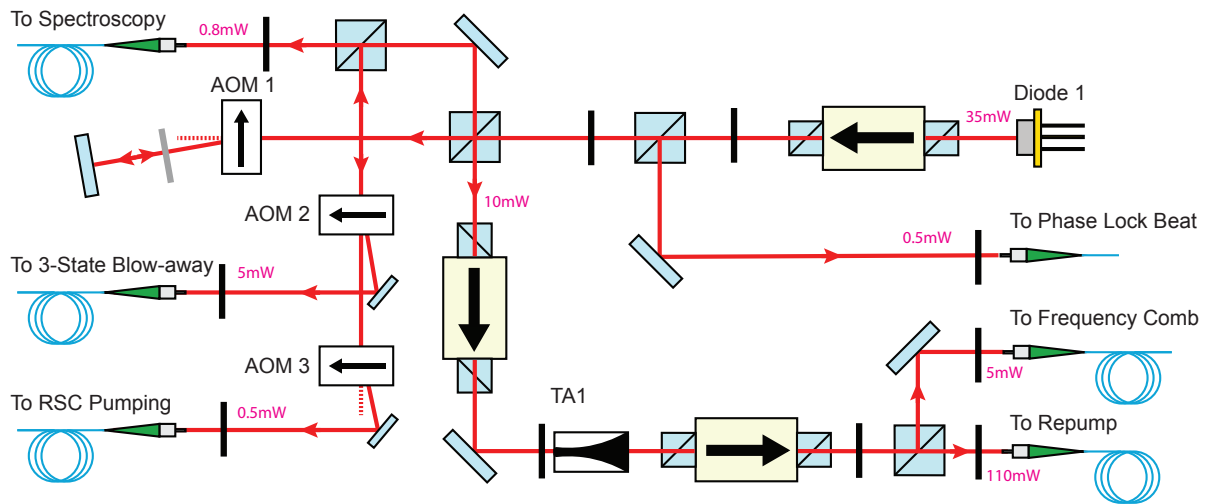 To Spectroscopy
0.8mW
AOM 1
Diode 1
35mW
AOM 2
10mW
To Phase Lock Beat
0.5mW
To 3-State Blow-away
5mW
To Frequency Comb
5mW
AOM 3
To RSC Pumping
0.5mW
TA1
To Repump
110mW